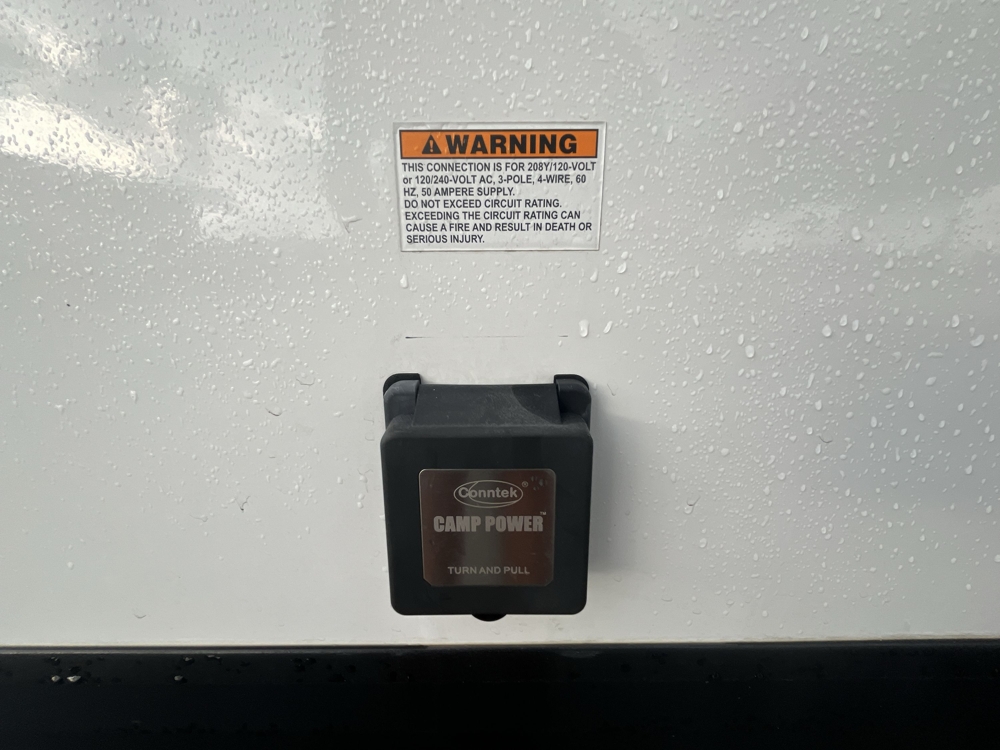 WARNING
THIS CONNECTION IS FOR 208Y/120-VOLT
or 120/240-VOLT AC, 3-POLE, 4-WIRE, 60
HZ, 50 AMPERE SUPPLY.
DO NOT EXCEED CIRCUIT RATING.
EXCEEDING THE CIRCUIT RATING CAN
CAUSE A FIRE AND RESULT IN DEATH OR
SERIOUS INJURY.
Conntek®
CAMP POWER™
TURN AND PULL